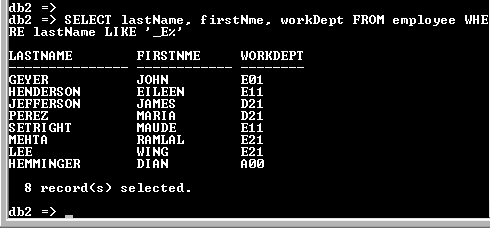 db2 =>
db2 => SELECT lastName, firstNme, workDept FROM employee WHE
RE lastName LIKE '_E%'
LASTNAME FIRSTNME WORKDEPT
--------------- ------------ --------
GEYER JOHN E01
HENDERSON EILEEN E11
JEFFERSON JAMES D21
PEREZ MARIA D21
SETRIGHT MAUDE E11
MEHTA RAMLAL E21
LEE WING E21
HEMMINGER DIAN A00
8 record(s) selected.
db2 => _